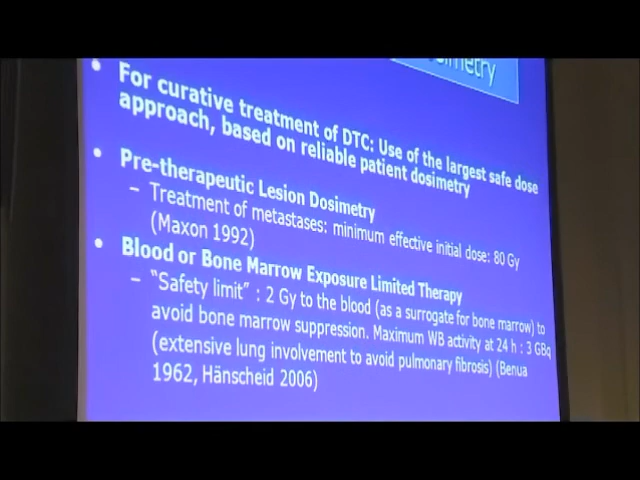 • For curative treatment of DTC: Use of the largest safe dose
approach, based on reliable patient dosimetry
• Pre-therapeutic Lesion Dosimetry
– Treatment of metastases: minimum effective initial dose: 80 Gy
(Maxon 1992)
• Blood or Bone Marrow Exposure Limited Therapy
– "Safety limit" : 2 Gy to the blood (as a surrogate for bone marrow) to
avoid bone marrow suppression. Maximum WB activity at 24 h : 3 GBq
(extensive lung involvement to avoid pulmonary fibrosis) (Benua
1962, Hänscheid 2006)